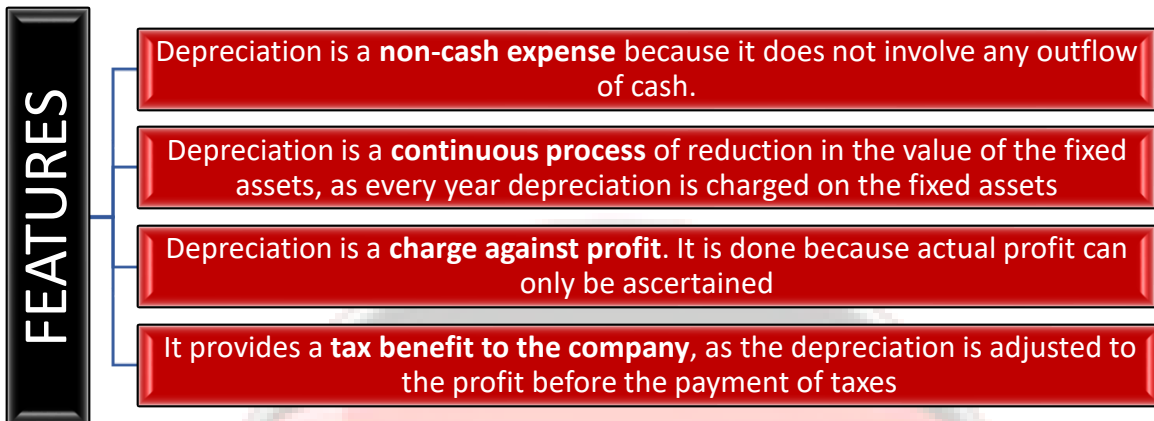 FEATURES
Depreciation is a non-cash expense because it does not involve any outflow
of cash.
Depreciation is a continuous process of reduction in the value of the fixed
assets, as every year depreciation is charged on the fixed assets
Depreciation is a charge against profit. It is done because actual profit can
only be ascertained
It provides a tax benefit to the company, as the depreciation is adjusted to
the profit before the payment of taxes